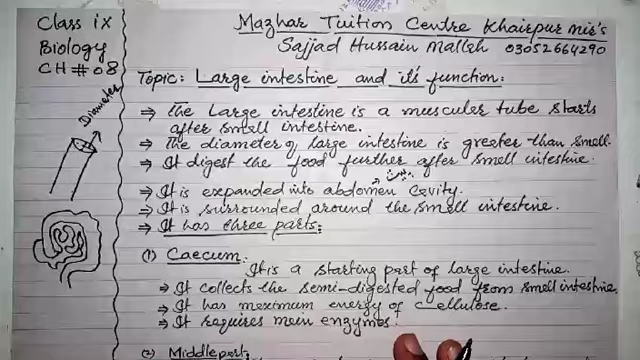 Class ix
Biology
CH # 08
Mazhar Tuition Centre Khairpur mir's
Sajjad Hussain Mallah 03052664290
Topic: Large intestine and its function:
Diameter
⇒ The Large intestine is a muscular tube starts
after small intestine.
⇒ The diameter of large intestine is greater than small.
⇒ It digest the food further after small intestine.
⇒ It is expanded into abdomen cavity.
⇒ It is surrounded around the small intestine.
⇒ It has three parts:
(1) Caecum.
It is a starting part of large intestine.
⇒ It collects the semi-digested food from small intestine.
⇒ It has maximum energy of cellulose.
⇒ It requires mein enzymes.
(2) Middle part: